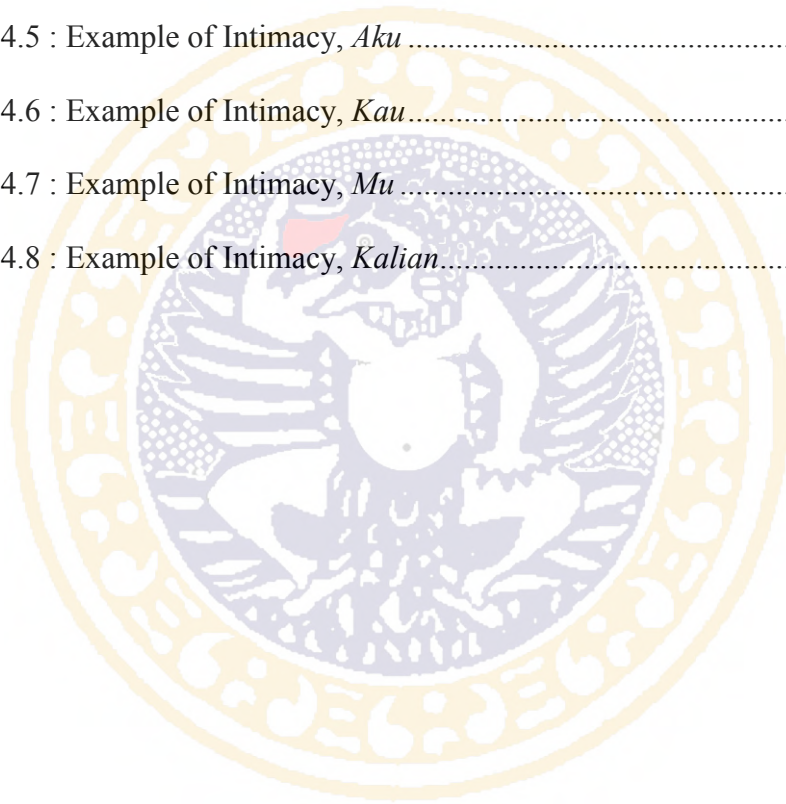 4.5 : Example of Intimacy, Aku ..........................................................
4.6 : Example of Intimacy, Kau..........................................................
4.7 : Example of Intimacy, Mu ..........................................................
4.8 : Example of Intimacy, Kalian......................................................